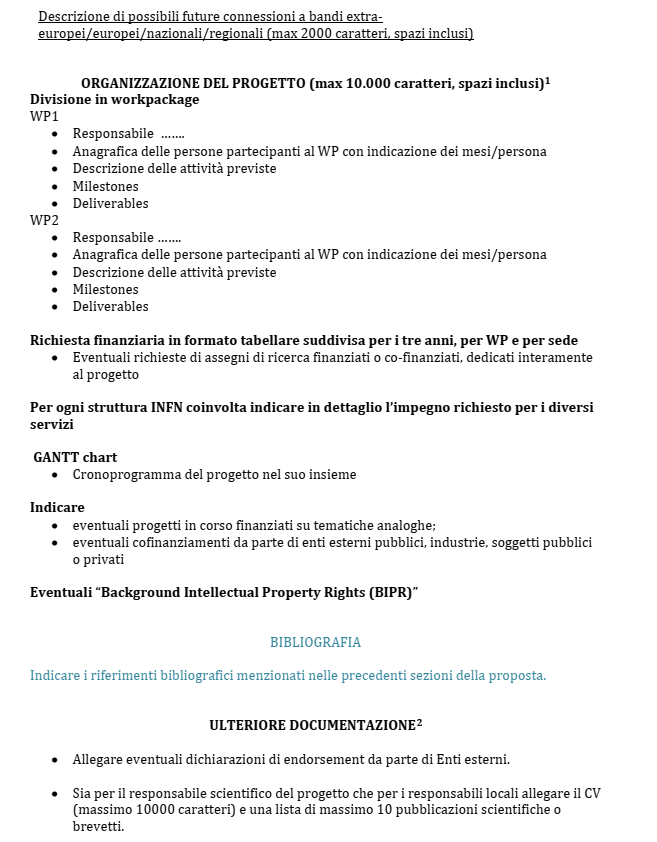 Descrizione di possibili future connessioni a bandi extra-
europei/europei/nazionali/regionali (max 2000 caratteri, spazi inclusi)
ORGANIZZAZIONE DEL PROGETTO (max 10.000 caratteri, spazi inclusi)¹
Divisione in workpackage
WP1
• Responsabile .......
• Anagrafica delle persone partecipanti al WP con indicazione dei mesi/persona
• Descrizione delle attività previste
• Milestones
• Deliverables
WP2
• Responsabile .......
• Anagrafica delle persone partecipanti al WP con indicazione dei mesi/persona
• Descrizione delle attività previste
• Milestones
• Deliverables
Richiesta finanziaria in formato tabellare suddivisa per i tre anni, per WP e per sede
• Eventuali richieste di assegni di ricerca finanziati o co-finanziati, dedicati interamente
al progetto
Per ogni struttura INFN coinvolta indicare in dettaglio l’impegno richiesto per i diversi
servizi
GANTT chart
• Cronoprogramma del progetto nel suo insieme
Indicare
• eventuali progetti in corso finanziati su tematiche analoghe;
• eventuali cofinanziamenti da parte di enti esterni pubblici, industrie, soggetti pubblici
o privati
Eventuali “Background Intellectual Property Rights (BIPR)”
BIBLIOGRAFIA
Indicare i riferimenti bibliografici menzionati nelle precedenti sezioni della proposta.
ULTERIORE DOCUMENTAZIONE²
• Allegare eventuali dichiarazioni di endorsement da parte di Enti esterni.
• Sia per il responsabile scientifico del progetto che per i responsabili locali allegare il CV
(massimo 10000 caratteri) e una lista di massimo 10 pubblicazioni scientifiche o
brevetti.